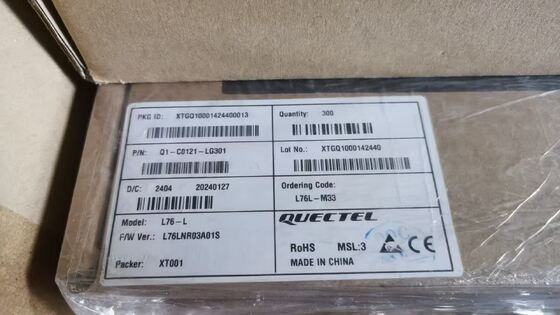 PKG ID: XTGQ10001424400013
Quantity: 300
P/N: Q1-C0121-LG301
Lot No.: XTGQ1000142440
D/C: 2404 20240127
Ordering Code:
L76L-M33
Model: L76-L
F/W Ver.: L76LNR03A01S
QUECTEL
RoHS MSL:3
CE
Packer: XT001
MADE IN CHINA